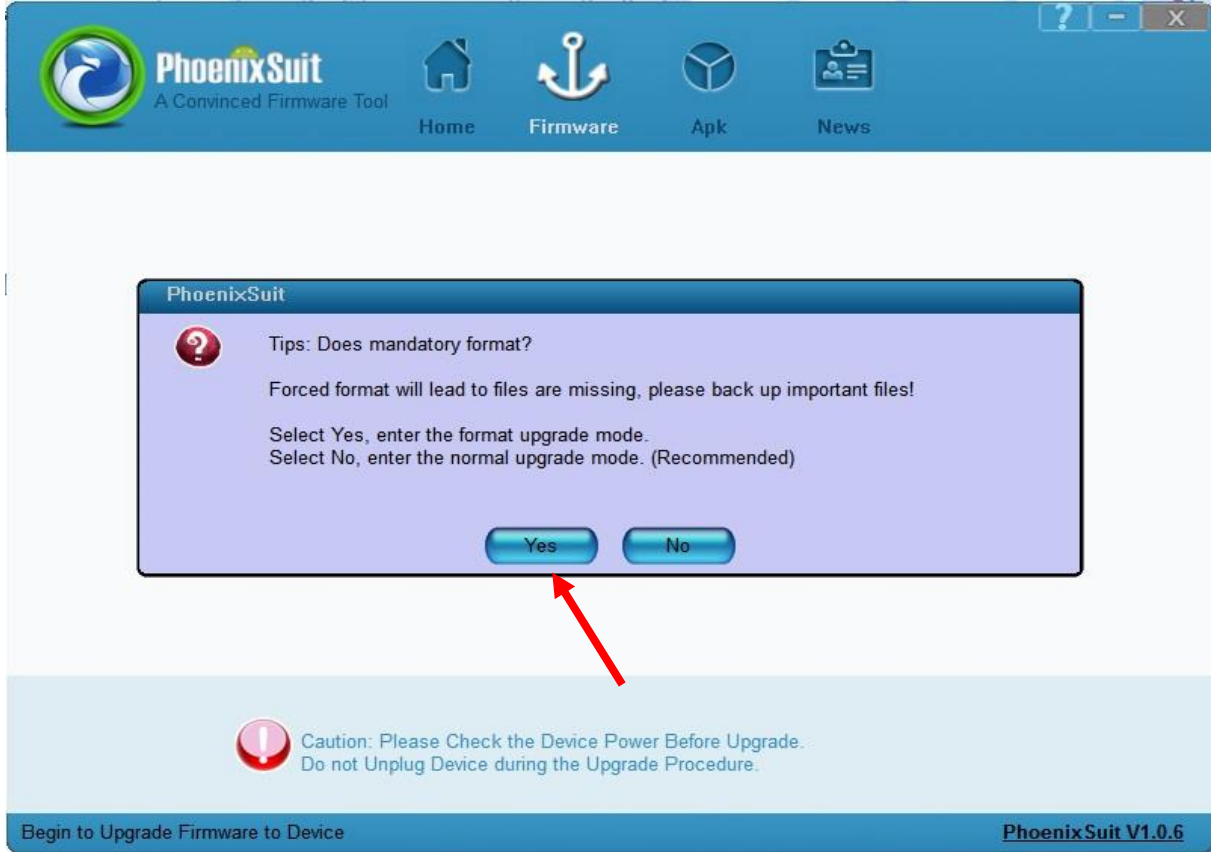 ? - X
PhoenixSuit
A Convinced Firmware Tool
Home Firmware Apk News
PhoenixSuit
Tips: Does mandatory format?
Forced format will lead to files are missing, please back up important files!
Select Yes, enter the format upgrade mode.
Select No, enter the normal upgrade mode. (Recommended)
Yes No
Caution: Please Check the Device Power Before Upgrade.
Do not Unplug Device during the Upgrade Procedure.
Begin to Upgrade Firmware to Device PhoenixSuit V1.0.6